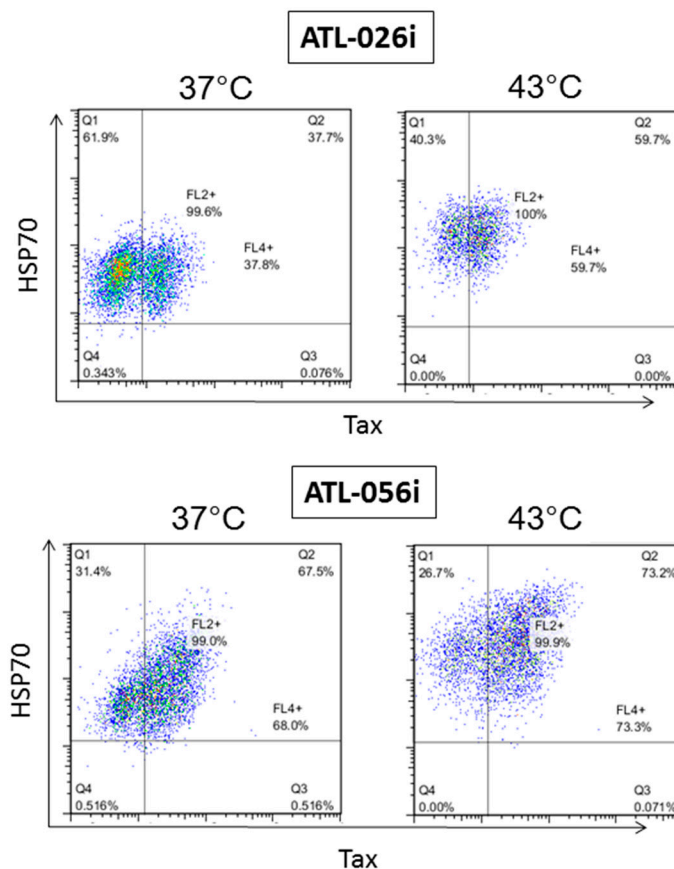 ATL-026i
37°C
43°C
Q1
61.9%
Q2
37.7%
FL2+
99.6%
FL4+
37.8%
Q4
0.343%
Q3
0.076%
Q1
40.3%
Q2
59.7%
FL2+
100%
FL4+
59.7%
Q4
0.00%
Q3
0.00%
HSP70
Tax
ATL-056i
37°C
43°C
Q1
31.4%
Q2
67.5%
FL2+
99.0%
FL4+
68.0%
Q4
0.516%
Q3
0.516%
Q1
26.7%
Q2
73.2%
FL2+
99.9%
FL4+
73.3%
Q4
0.00%
Q3
0.071%
HSP70
Tax